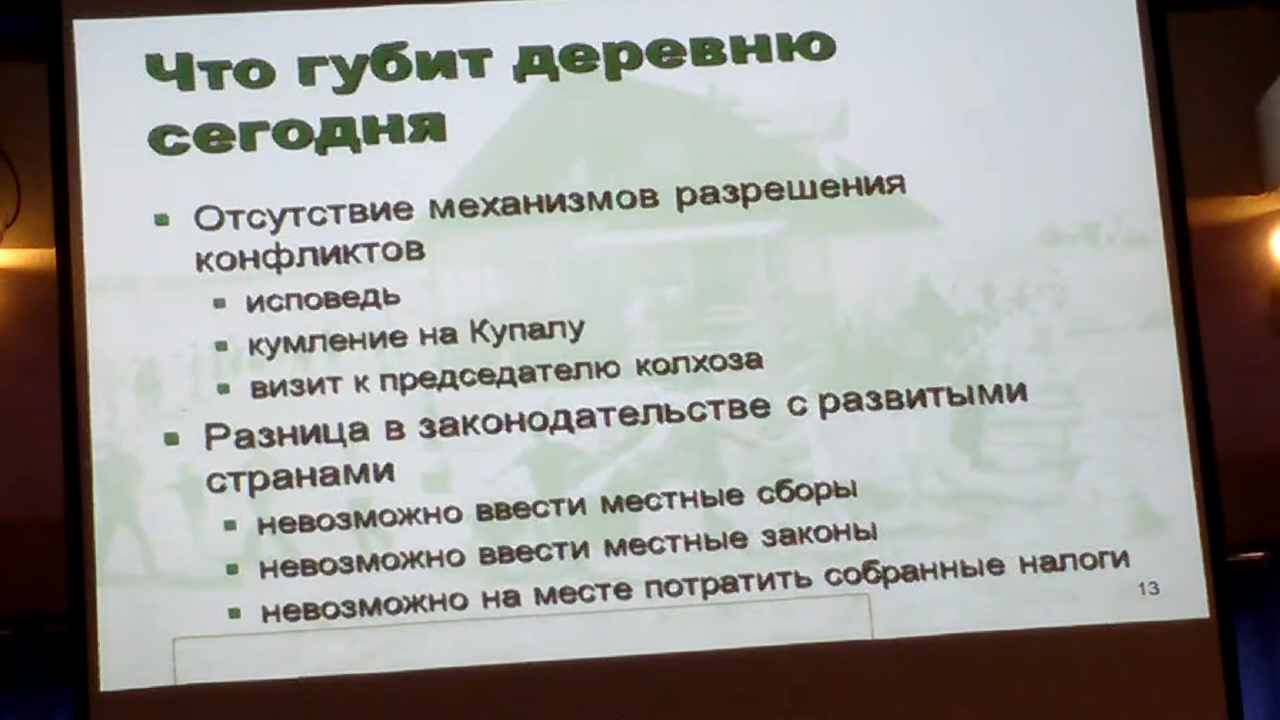 Что губит деревню
сегодня
Отсутствие механизмов разрешения
конфликтов
исповедь
кумление на Купалу
визит к председателю колхоза
Разница в законодательстве с развитыми
странами
невозможно ввести местные сборы
невозможно ввести местные законы
невозможно на месте потратить собранные налоги
13